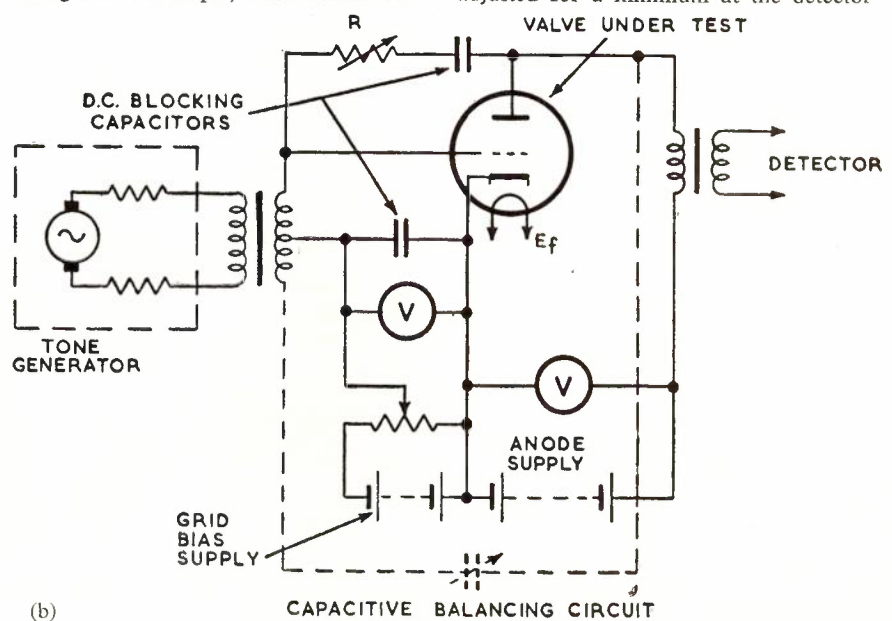 adjusted for a minimum at the detector
R
VALVE UNDER TEST
D.C. BLOCKING
CAPACITORS
DETECTOR
Ef
V
TONE
GENERATOR
V
ANODE
SUPPLY
GRID
BIAS
SUPPLY
(b)
CAPACITIVE BALANCING CIRCUIT